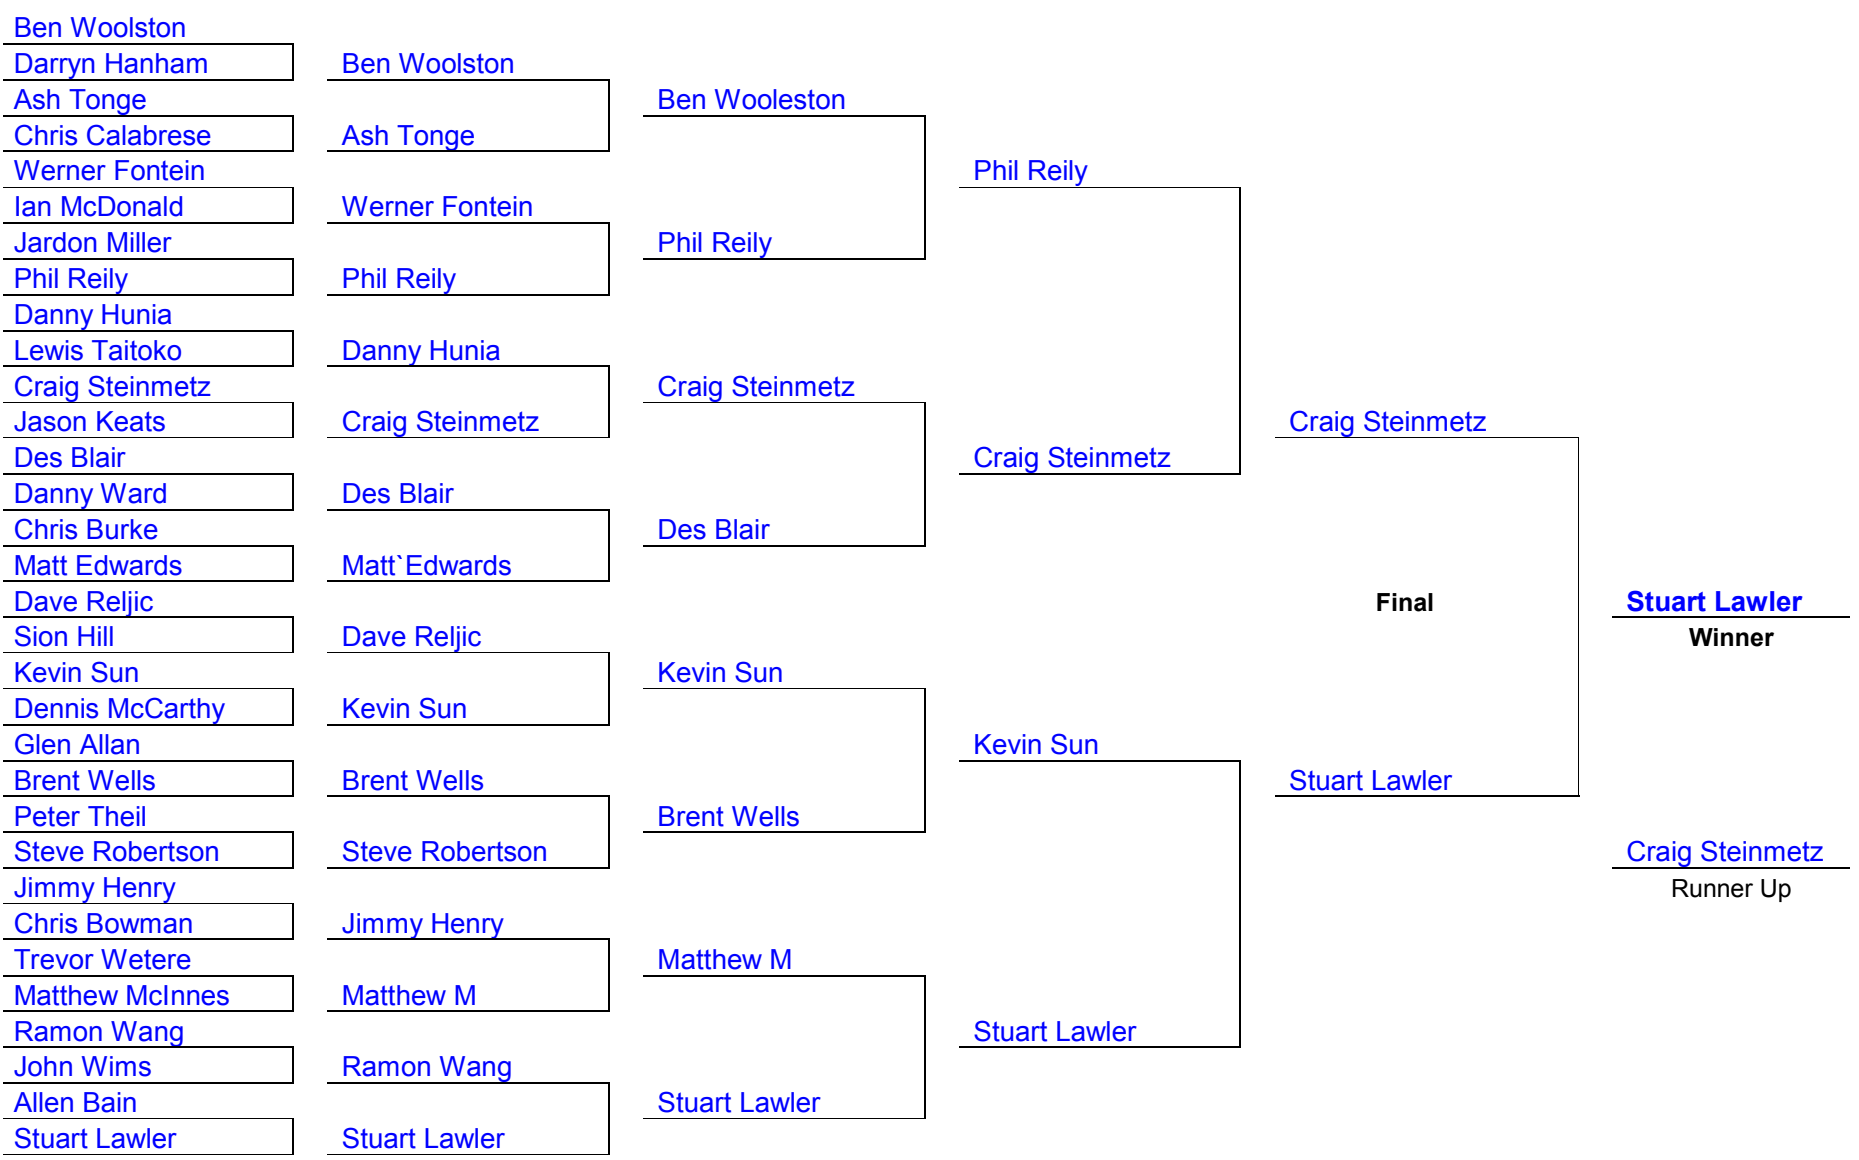 Ben Woolston
Darryn Hanham
Ash Tonge
Chris Calabrese
Werner Fontein
Ian McDonald
Jardon Miller
Phil Reily
Danny Hunia
Lewis Taitoko
Craig Steinmetz
Jason Keats
Des Blair
Danny Ward
Chris Burke
Matt Edwards
Dave Reljic
Sion Hill
Kevin Sun
Dennis McCarthy
Glen Allan
Brent Wells
Peter Theil
Steve Robertson
Jimmy Henry
Chris Bowman
Trevor Wetere
Matthew McInnes
Ramon Wang
John Wims
Allen Bain
Stuart Lawler
Ben Woolston
Ash Tonge
Werner Fontein
Phil Reily
Danny Hunia
Craig Steinmetz
Des Blair
Matt`Edwards
Dave Reljic
Kevin Sun
Brent Wells
Steve Robertson
Jimmy Henry
Matthew M
Ramon Wang
Stuart Lawler
Ben Wooleston
Phil Reily
Craig Steinmetz
Des Blair
Kevin Sun
Brent Wells
Matthew M
Stuart Lawler
Phil Reily
Craig Steinmetz
Kevin Sun
Stuart Lawler
Craig Steinmetz
Final
Stuart Lawler
Stuart Lawler
Winner
Craig Steinmetz
Runner Up